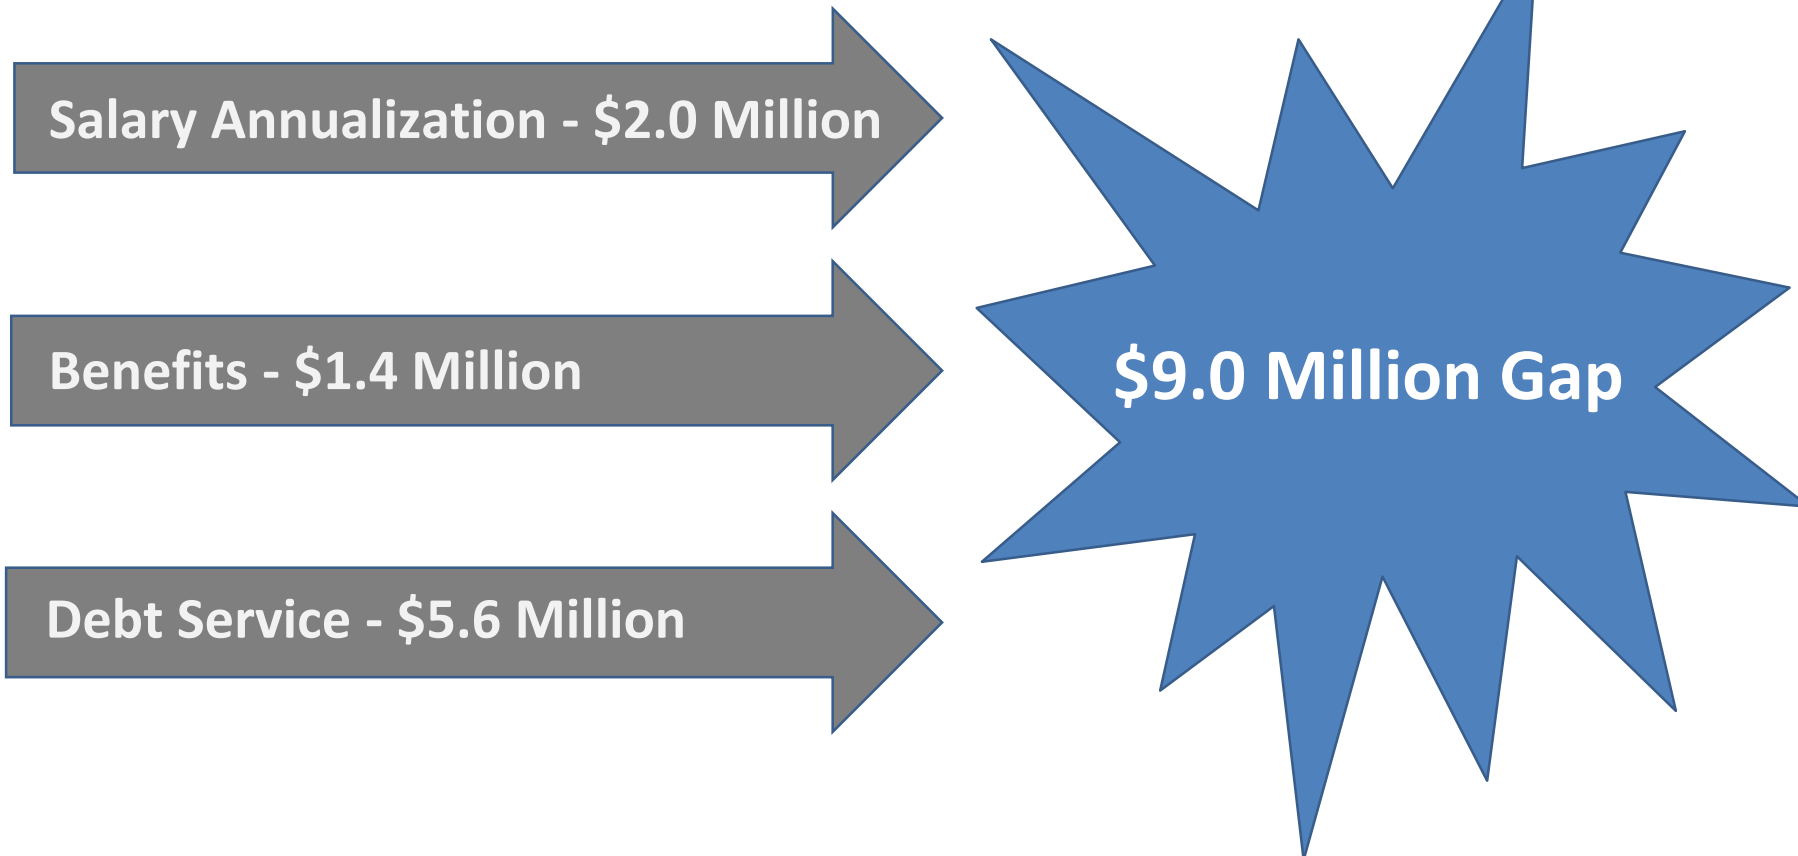 Salary Annualization - $2.0 Million
Benefits - $1.4 Million
$9.0 Million Gap
Debt Service - $5.6 Million